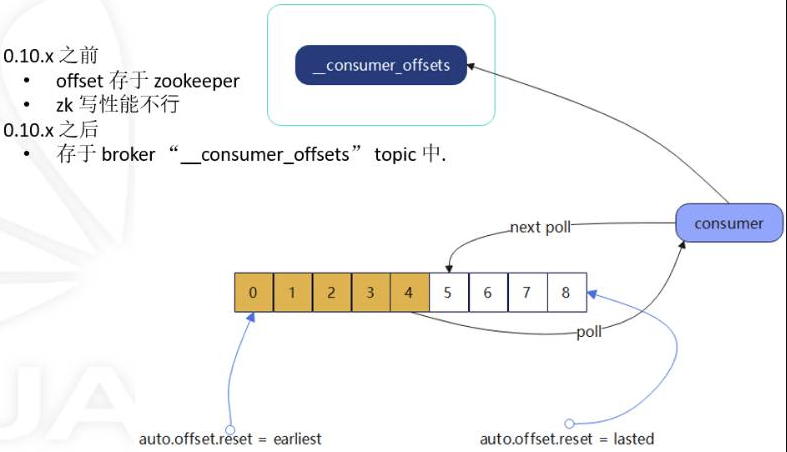 0.10.x 之前
• offset 存于 zookeeper
• zk 写性能不行
0.10.x 之后
• 存于 broker “__consumer_offsets” topic 中.
__consumer_offsets
consumer
next poll
0 1 2 3 4 5 6 7 8
poll
auto.offset.reset = earliest
auto.offset.reset = lasted
UA